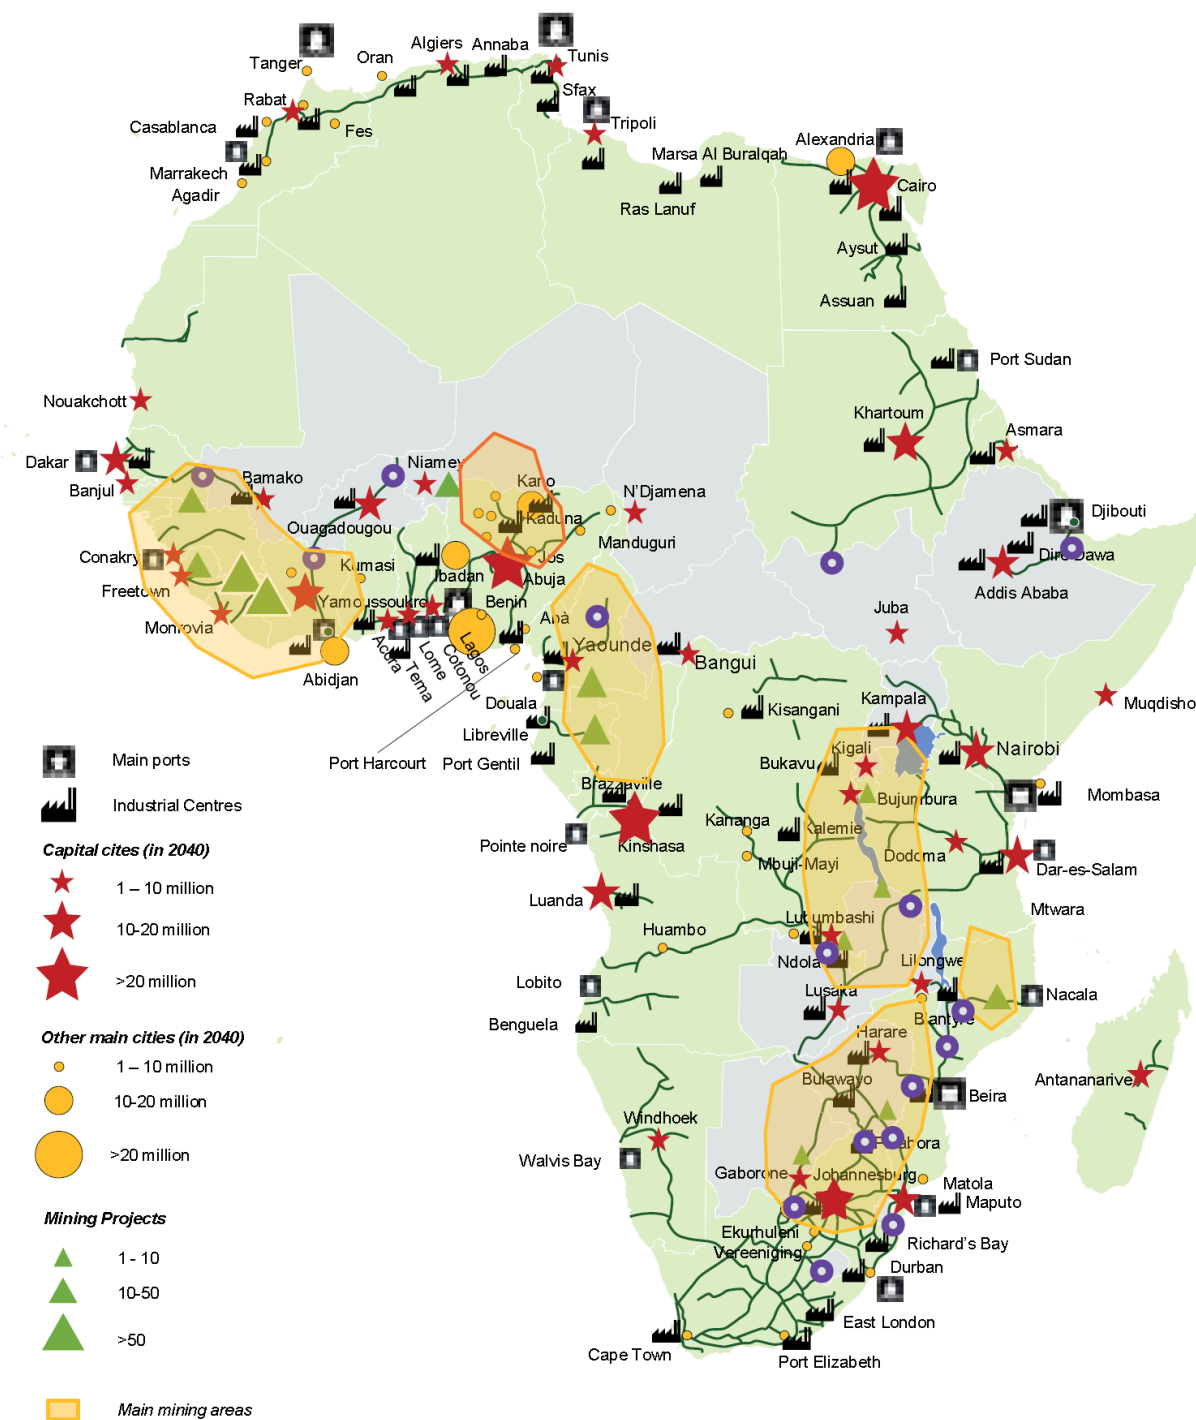 Algiers
Annaba
Tunis
Oran
Tanger
Sfax
Rabat
Tripoli
Casablanca
Fes
Alexandria
Marsa Al Buralqah
Marrakech
Cairo
Agadir
Ras Lanuf
Aysut
Assuan
Port Sudan
Nouakchott
Khartoum
Asmara
Dakar
Niamey
Bamako
Kano
N'Djamena
Banjul
Djibouti
Ouagadougou
Kaduna
Manduguri
Conakry
Kumasi
Jos
Dire Dawa
Ibadan
Abuja
Freetown
Addis Ababa
Yamoussoukro
Benin
Juba
Monrovia
Aba
Accra
Tema
Lome
Cotonou
Lagos
Yaounde
Bangui
Abidjan
Kampala
Douala
Kisangani
Muqdisho
Libreville
Nairobi
Port Harcourt
Port Gentil
Kigali
Bukavu
Main ports
Brazzaville
Bujumbura
Mombasa
Industrial Centres
Kananga
Kalemie
Pointe noire
Kinshasa
Dodoma
Capital cites (in 2040)
Mbuji-Mayi
Dar-es-Salam
1 – 10 million
Luanda
Mtwara
10-20 million
Lubumbashi
Huambo
Ndola
Lilongwe
>20 million
Lobito
Lusaka
Nacala
Benguela
Blantyre
Other main cities (in 2040)
Harare
1 – 10 million
Bulawayo
Antananarive
10-20 million
Beira
Windhoek
>20 million
Walvis Bay
Gaborone
Johannesburg
Matola
Maputo
Mining Projects
Ekurhuleni
Richard's Bay
1 - 10
Vereeniging
Durban
10-50
East London
>50
Cape Town
Port Elizabeth
Main mining areas